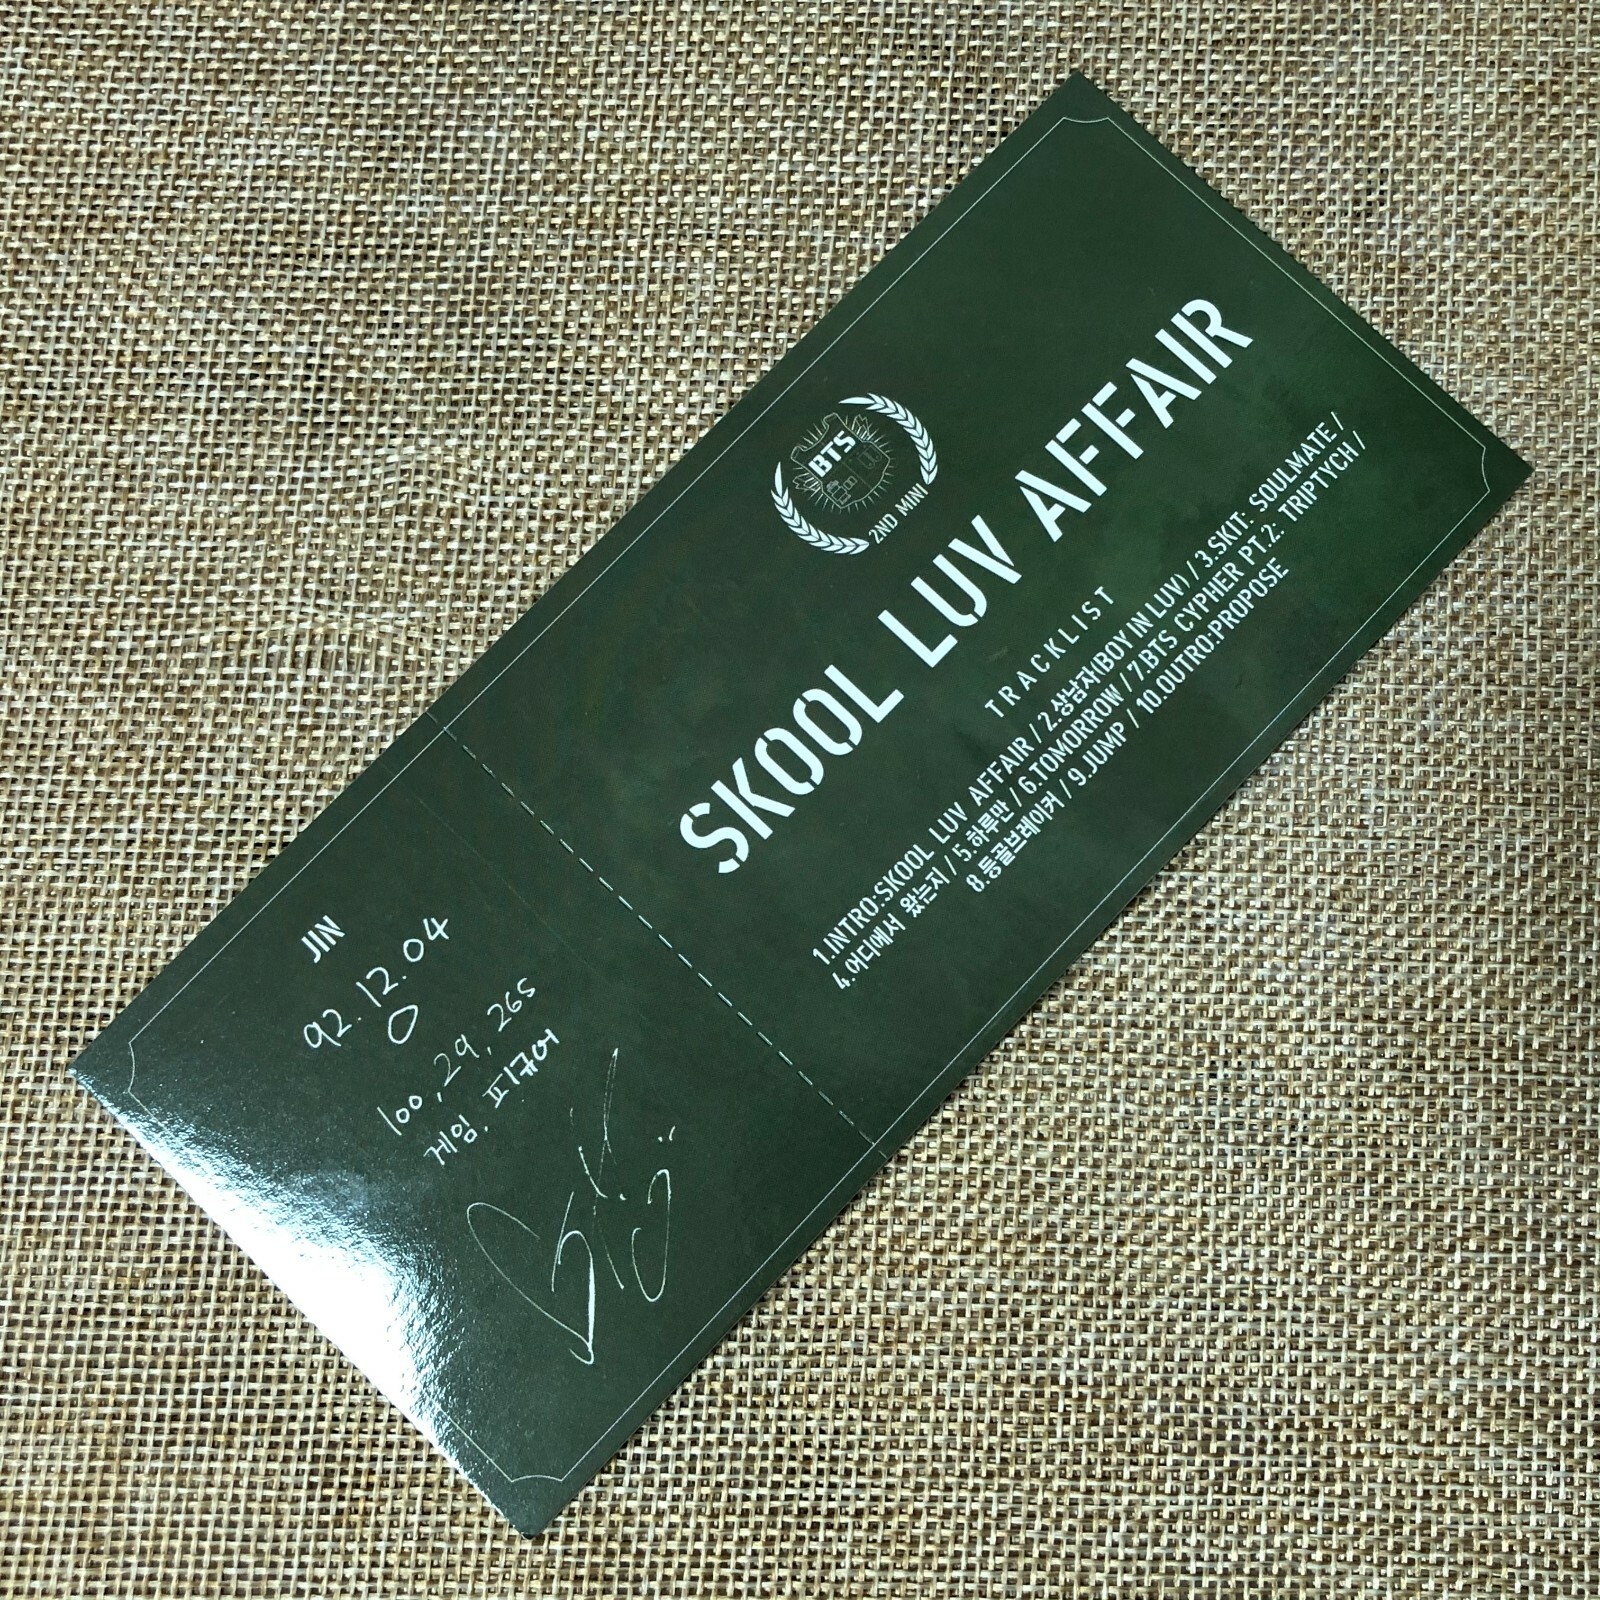 BTS
2ND MINI
SKOOL LUV AFFAIR
TRACKLIST
1.INTRO:SKOOL LUV AFFAIR / 2.상남자(BOY IN LUV) / 3.SKIT: SOULMATE /
4.어디에서 왔는지 / 5.하루만 / 6.TOMORROW / 7.BTS CYPHER PT.2: TRIPTYCH /
8.등골브레이커 / 9.JUMP / 10.OUTRO:PROPOSE
JIN
92.12.04
O
100, 29, 265
게임, 피규어